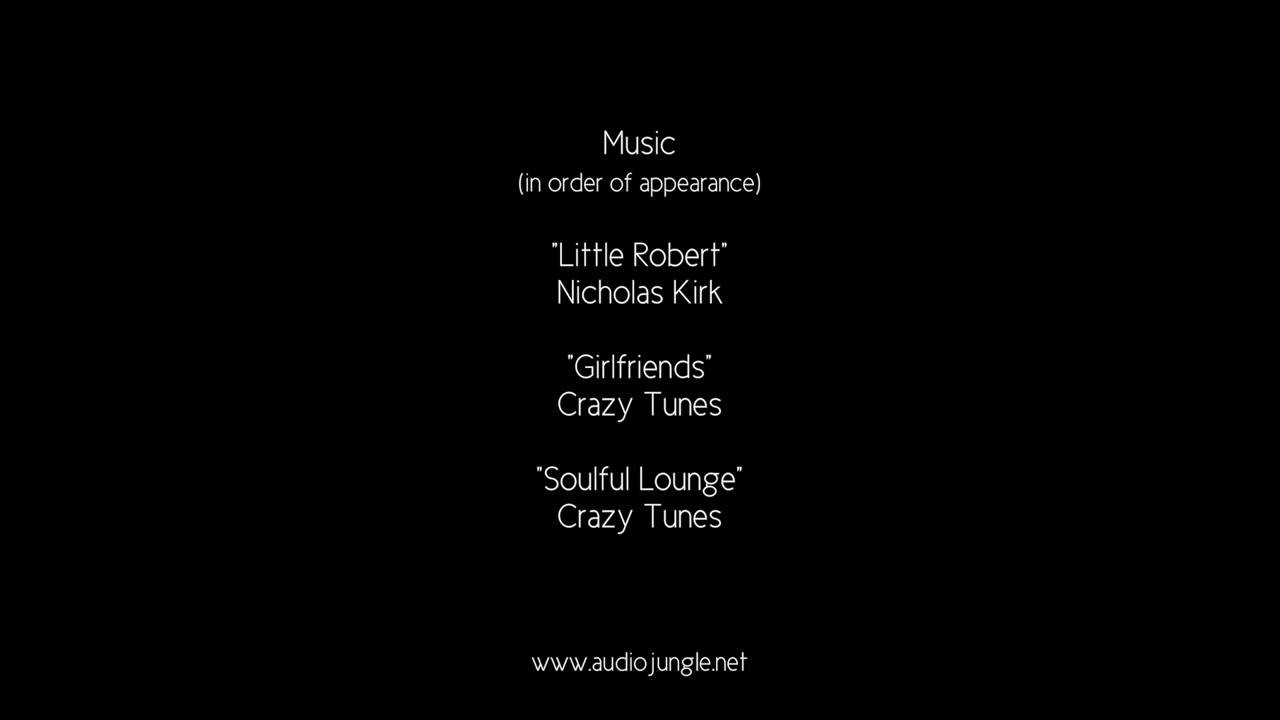 Music
(in order of appearance)
"Little Robert"
Nicholas Kirk
"Girlfriends"
Crazy Tunes
"Soulful Lounge"
Crazy Tunes
www.audiojungle.net